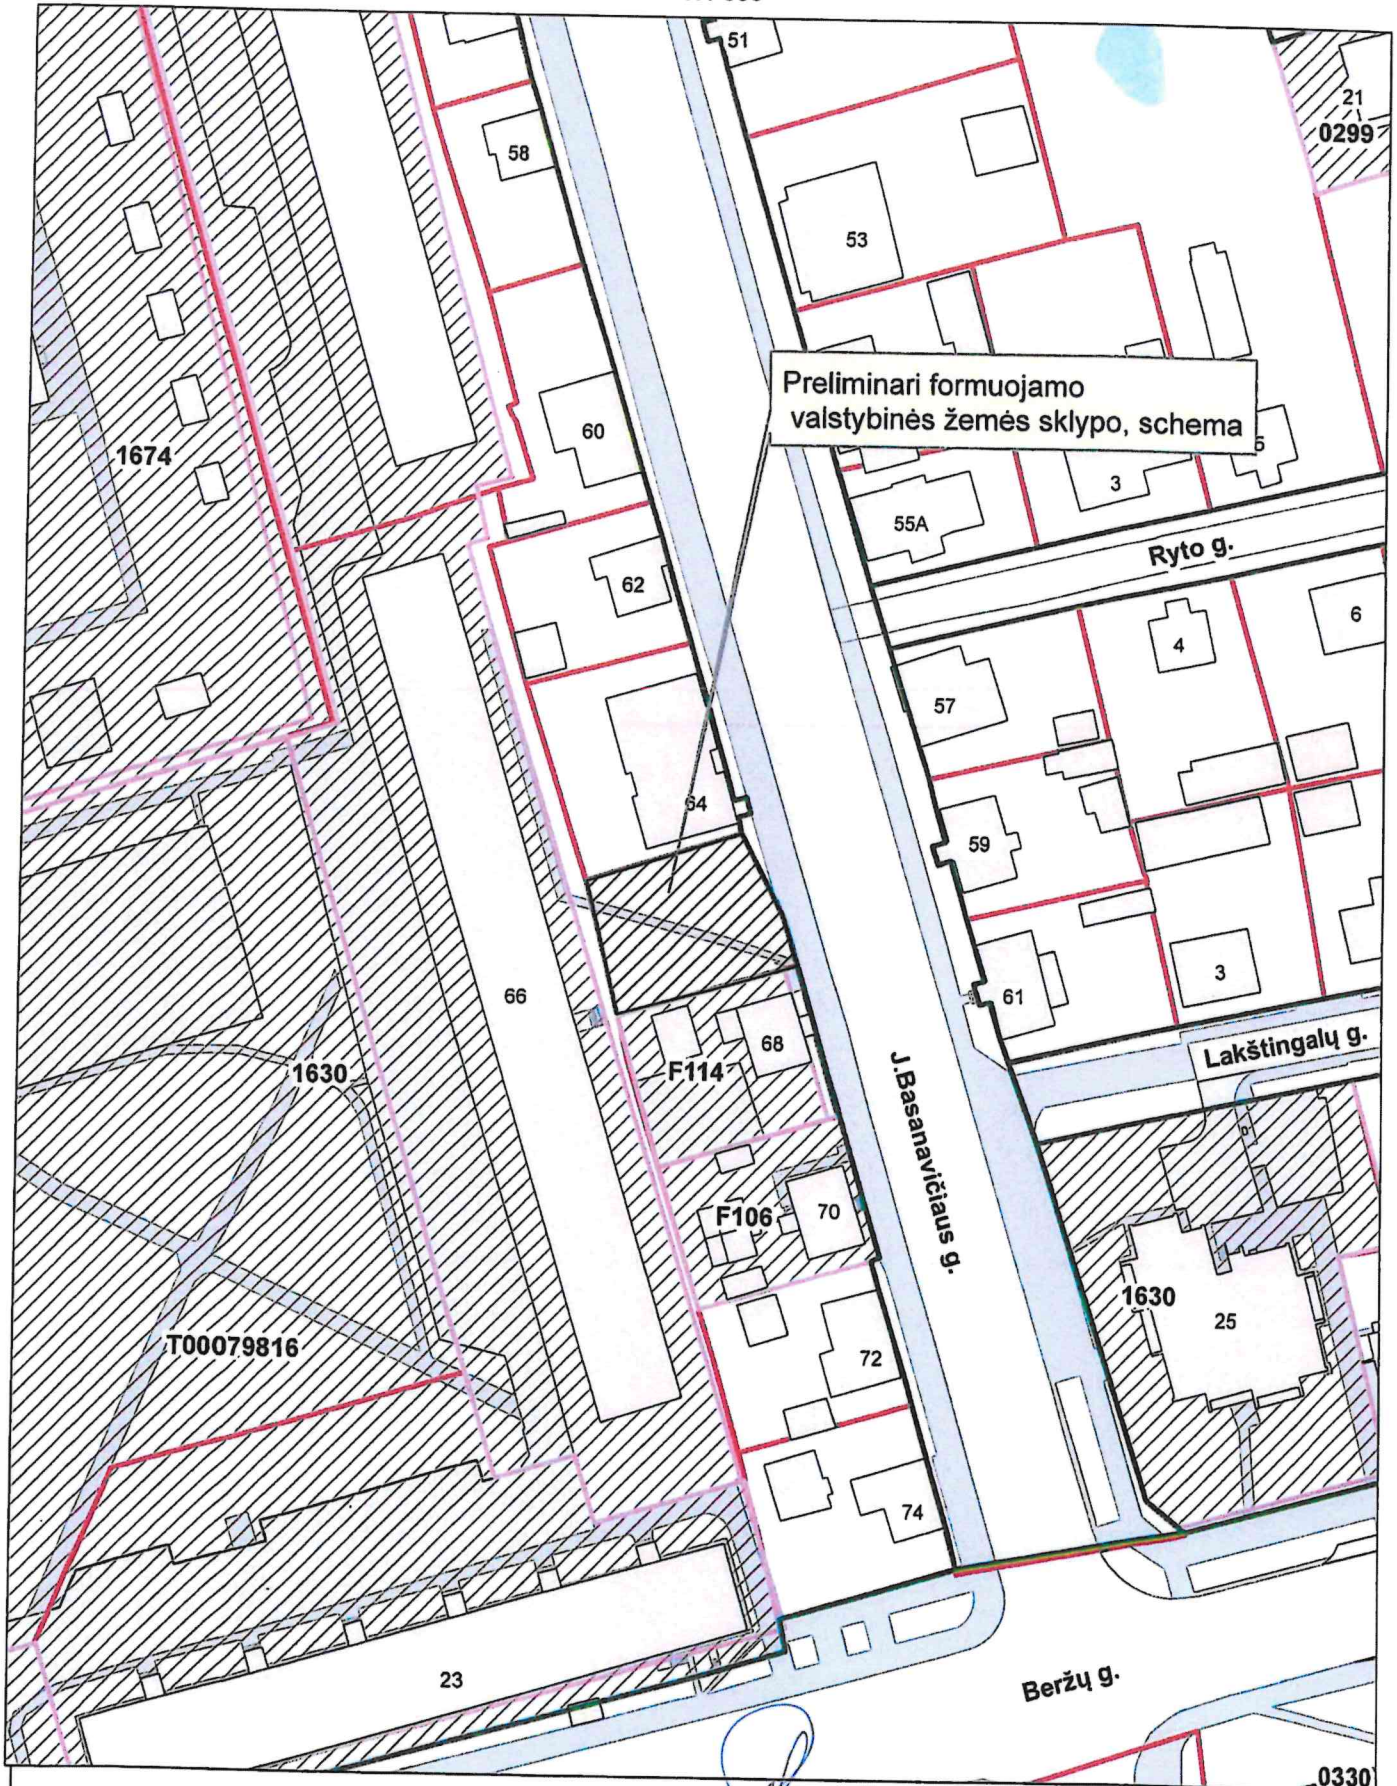 51
21
0299
58
53
Preliminari formuojamo
valstybinės žemės sklypo, schema
60
1674
3
55A
Ryto g.
62
4
6
57
64
59
66
61
3
68
Lakštingalų g.
1630
F114
J.Basanavičiaus g.
F106
70
1630
25
T00079816
72
74
23
Beržų g.
0330